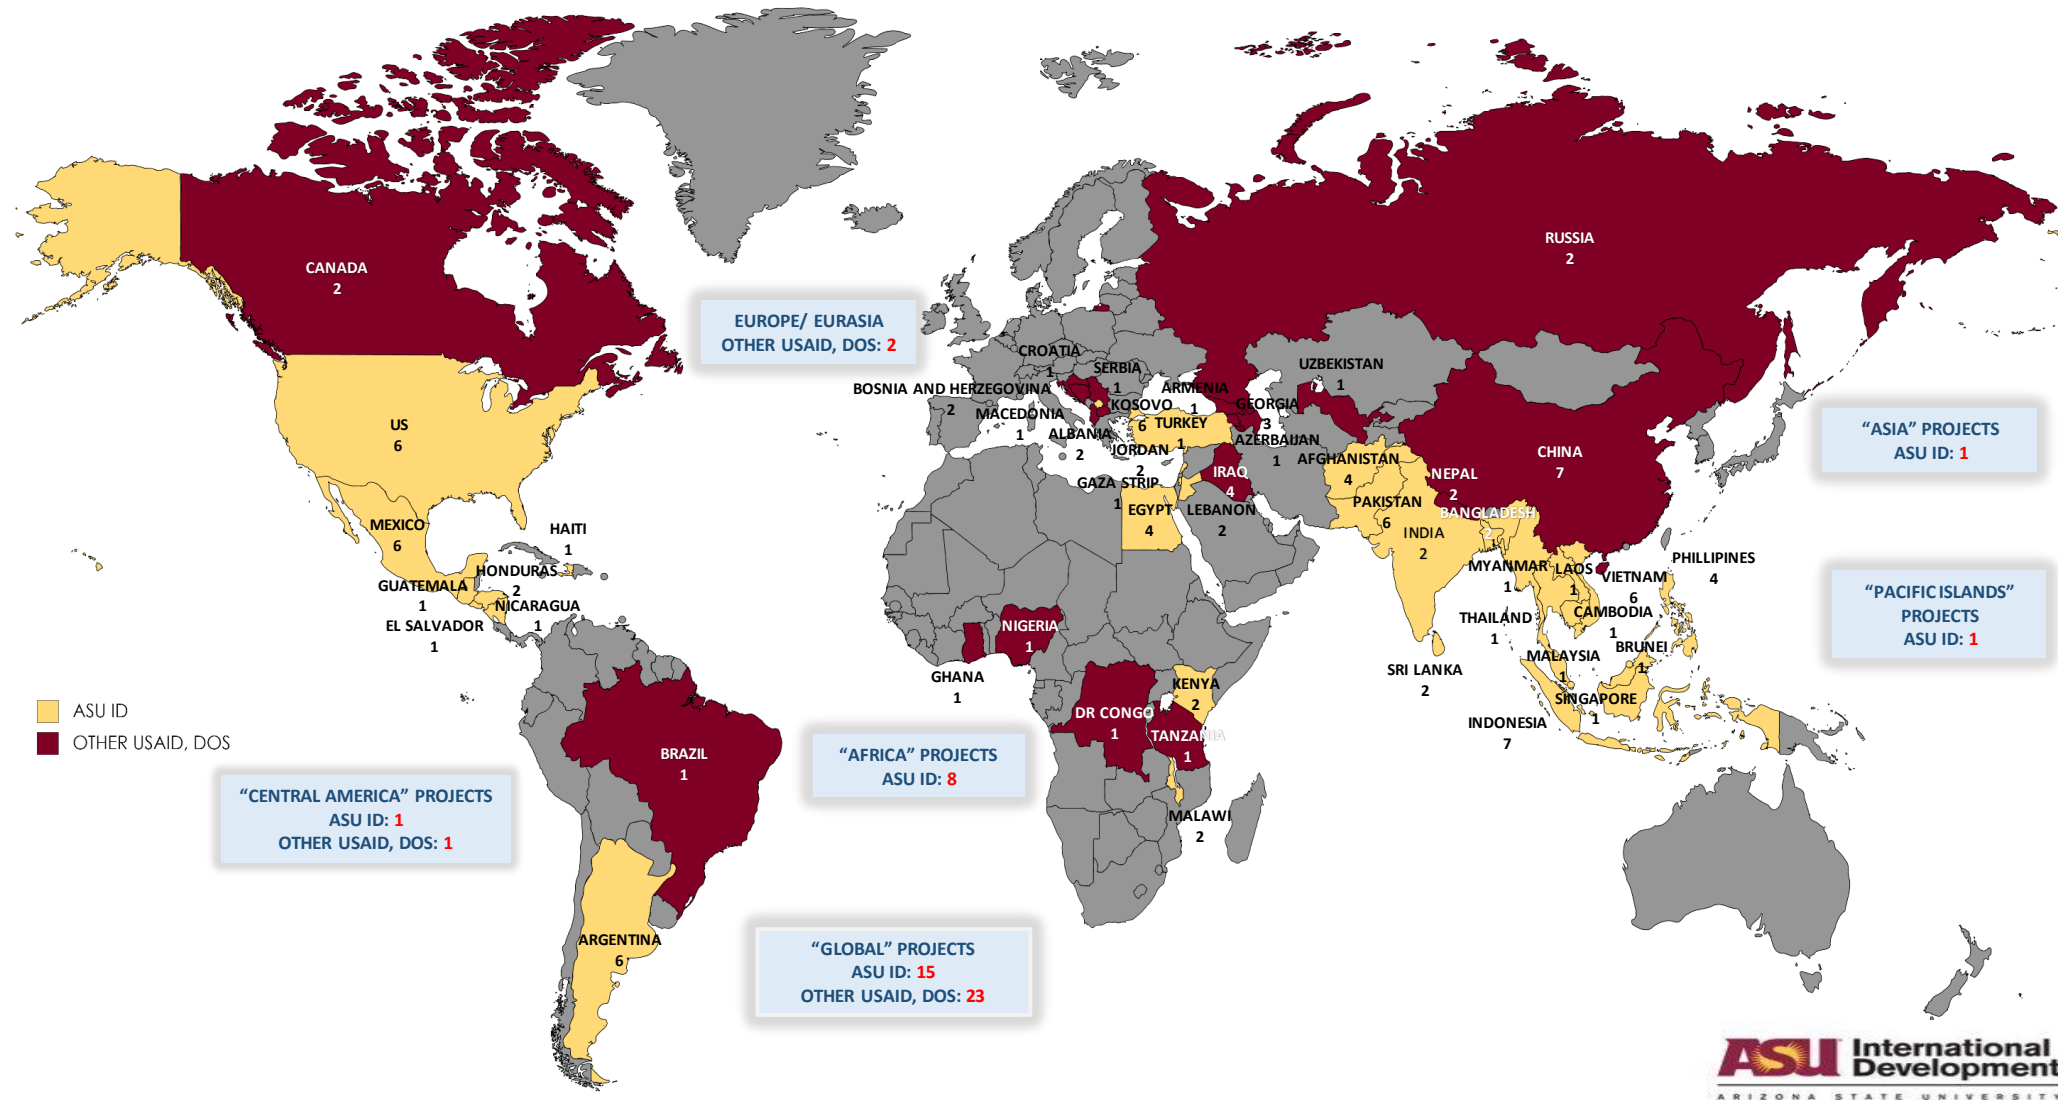 CANADA
2
RUSSIA
2
EUROPE/ EURASIA
OTHER USAID, DOS: 2
CROATIA
1
SERBIA
1
UZBEKISTAN
1
BOSNIA AND HERZEGOVINA
2
MACEDONIA
1
KOSOVO
6
ARMENIA
1
GEORGIA
3
ALBANIA
2
TURKEY
1
JORDAN
2
AZERBAIJAN
1
AFGHANISTAN
4
US
6
GAZA STRIP
1
IRAQ
4
NEPAL
2
CHINA
7
"ASIA" PROJECTS
ASU ID: 1
MEXICO
6
HAITI
1
EGYPT
4
LEBANON
2
PAKISTAN
6
BANGLADESH
2
INDIA
2
HONDURAS
2
GUATEMALA
1
NICARAGUA
1
EL SALVADOR
1
MYANMAR
1
LAOS
1
VIETNAM
6
PHILLIPINES
4
"PACIFIC ISLANDS"
PROJECTS
ASU ID: 1
NIGERIA
1
GHANA
1
THAILAND
1
CAMBODIA
1
BRUNEI
1
SRI LANKA
2
MALAYSIA
1
KENYA
2
SINGAPORE
1
INDONESIA
7
DR CONGO
1
TANZANIA
1
ASU ID
OTHER USAID, DOS
BRAZIL
1
"AFRICA" PROJECTS
ASU ID: 8
"CENTRAL AMERICA" PROJECTS
ASU ID: 1
OTHER USAID, DOS: 1
MALAWI
2
ARGENTINA
6
"GLOBAL" PROJECTS
ASU ID: 15
OTHER USAID, DOS: 23
ASU International
Development
ARIZONA STATE UNIVERSITY